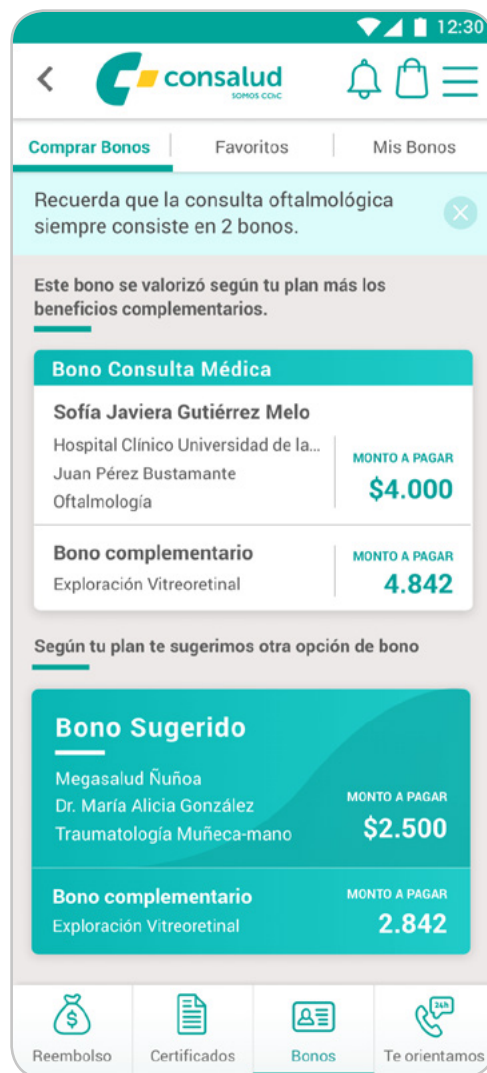 12:30
consalud
SOMOS CChC
Comprar Bonos
Favoritos
Mis Bonos
Recuerda que la consulta oftalmológica
siempre consiste en 2 bonos.
Este bono se valorizó según tu plan más los
beneficios complementarios.
Bono Consulta Médica
Sofía Javiera Gutiérrez Melo
Hospital Clínico Universidad de la...
Juan Pérez Bustamante
Oftalmología
MONTO A PAGAR
$4.000
Bono complementario
Exploración Vitreoretinal
MONTO A PAGAR
4.842
Según tu plan te sugerimos otra opción de bono
Bono Sugerido
Megasalud Ñuñoa
Dr. María Alicia González
Traumatología Muñeca-mano
MONTO A PAGAR
$2.500
Bono complementario
Exploración Vitreoretinal
MONTO A PAGAR
2.842
$
24h
Reembolso
Certificados
Bonos
Te orientamos